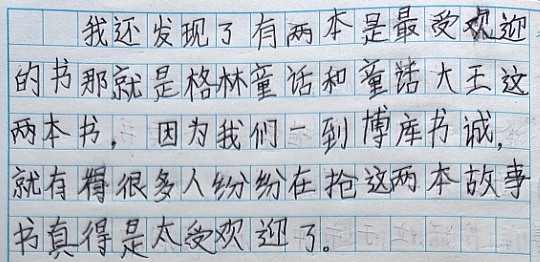 我还发现了有两本是最受欢迎
的书那就是格林童话和童话大王这
两本书，因为我们一到博库书诚，
就有得很多人纷纷在抢这两本故事
书真得是太受欢迎了。